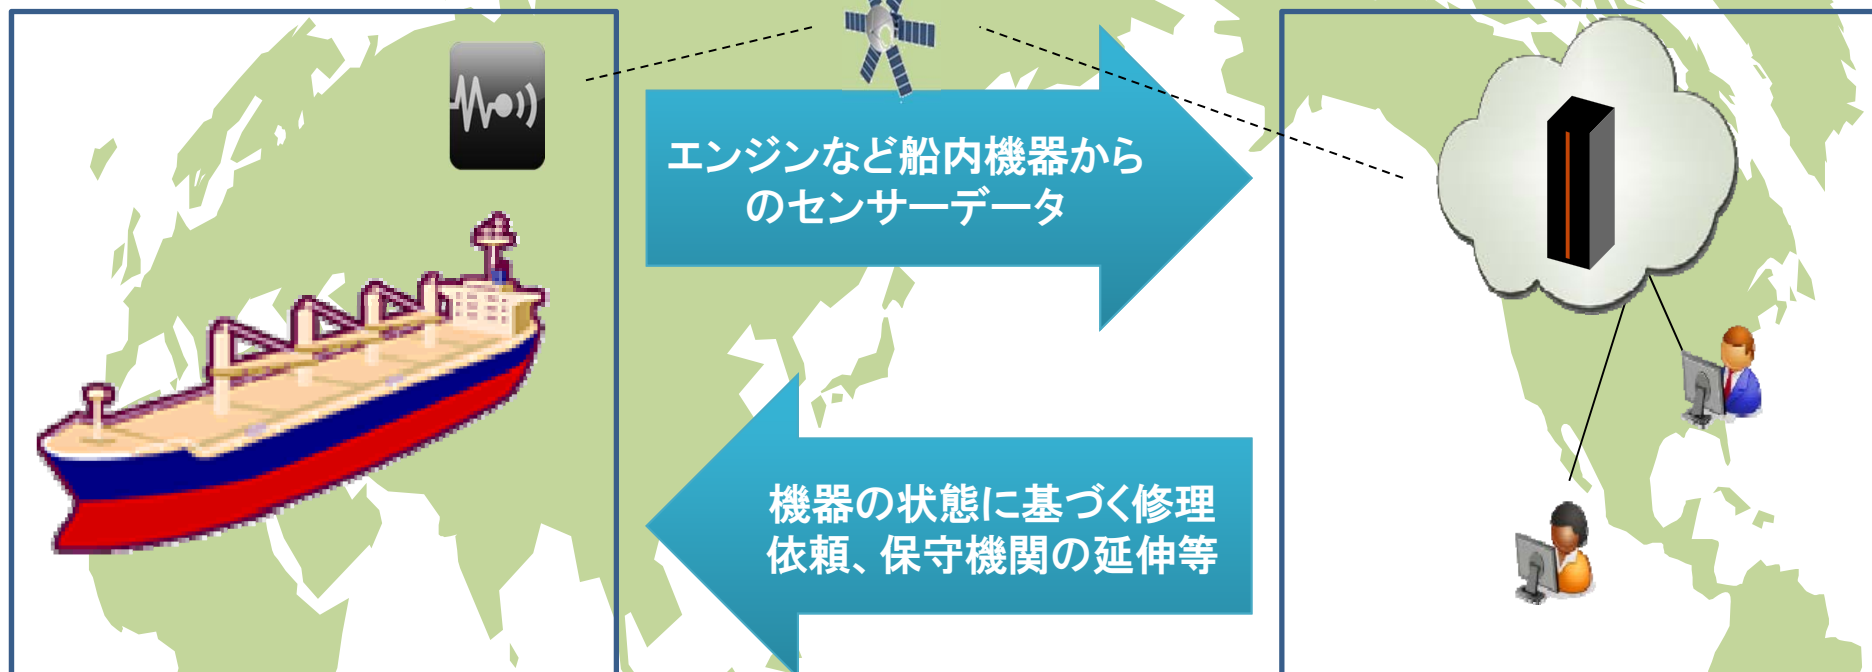 エンジンなど船内機器から
のセンサーデータ
機器の状態に基づく修理
依頼、保守機関の延伸等